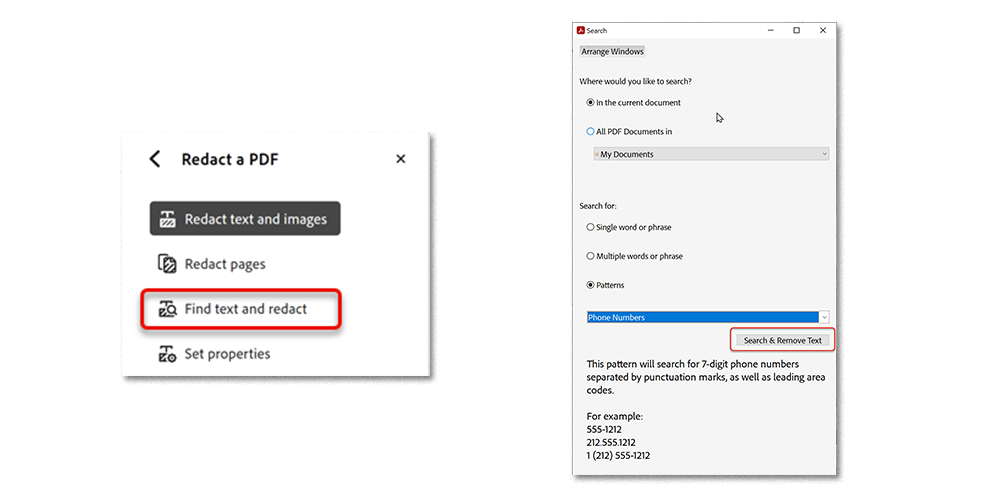 Redact a PDF
Redact text and images
Redact pages
Find text and redact
Set properties
Search
Arrange Windows
Where would you like to search?
In the current document
All PDF Documents in
My Documents
Search for:
Single word or phrase
Multiple words or phrase
Patterns
Phone Numbers
Search & Remove Text
This pattern will search for 7-digit phone numbers
separated by punctuation marks, as well as leading area
codes.
For example:
555-1212
212.555.1212
1 (212) 555-1212